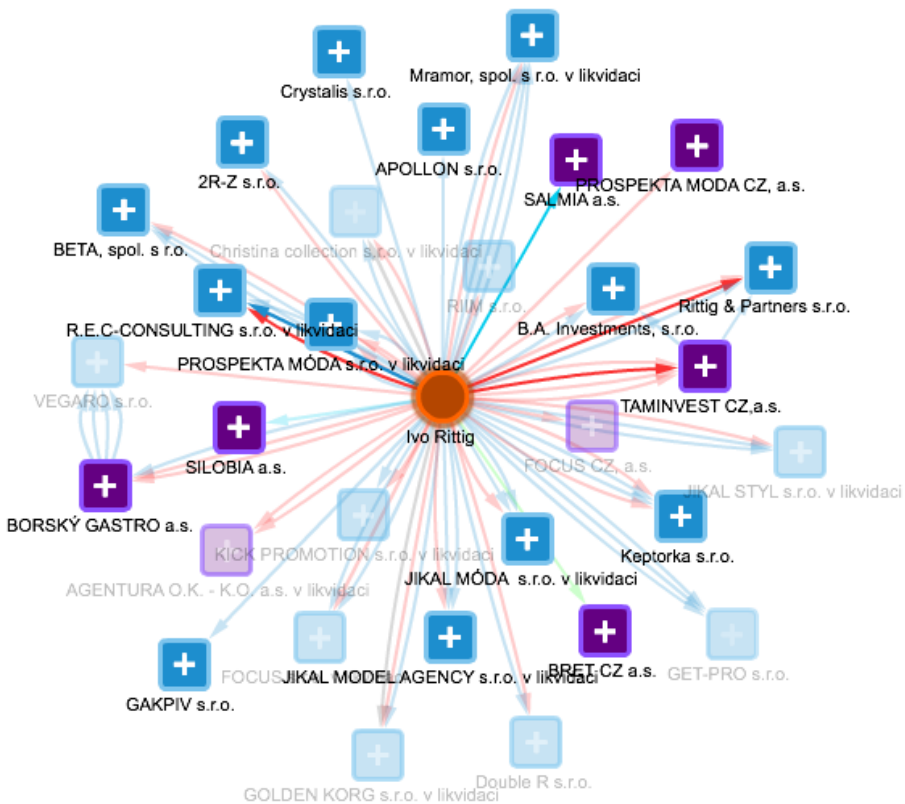 Mramor, spol. s r.o. v likvidaci
Crystalis s.r.o.
APOLLON s.r.o.
2R-Z s.r.o.
PROSPEKTA MODA CZ, a.s.
SALMIA a.s.
BETA, spol. s r.o.
Christina collection s.r.o. v likvidaci
RIIM s.r.o.
Rittig & Partners s.r.o.
R.E.C-CONSULTING s.r.o. v likvidaci
B.A. Investments, s.r.o.
PROSPEKTA MÓDA s.r.o. v likvidaci
VEGARO s.r.o.
TAMINVEST CZ,a.s.
Ivo Rittig
SILOBIA a.s.
FOCUS CZ, a.s.
JIKAL STYL s.r.o. v likvidaci
BORSKÝ GASTRO a.s.
KICK PROMOTION s.r.o. v likvidaci
Keptorka s.r.o.
JIKAL MÓDA s.r.o. v likvidaci
AGENTURA O.K. - K.O. a.s. v likvidaci
BRET CZ a.s.
GET-PRO s.r.o.
FOCUS
JIKAL MODEL AGENCY s.r.o. v likvidaci
GAKPIV s.r.o.
Double R s.r.o.
GOLDEN KORG s.r.o. v likvidaci